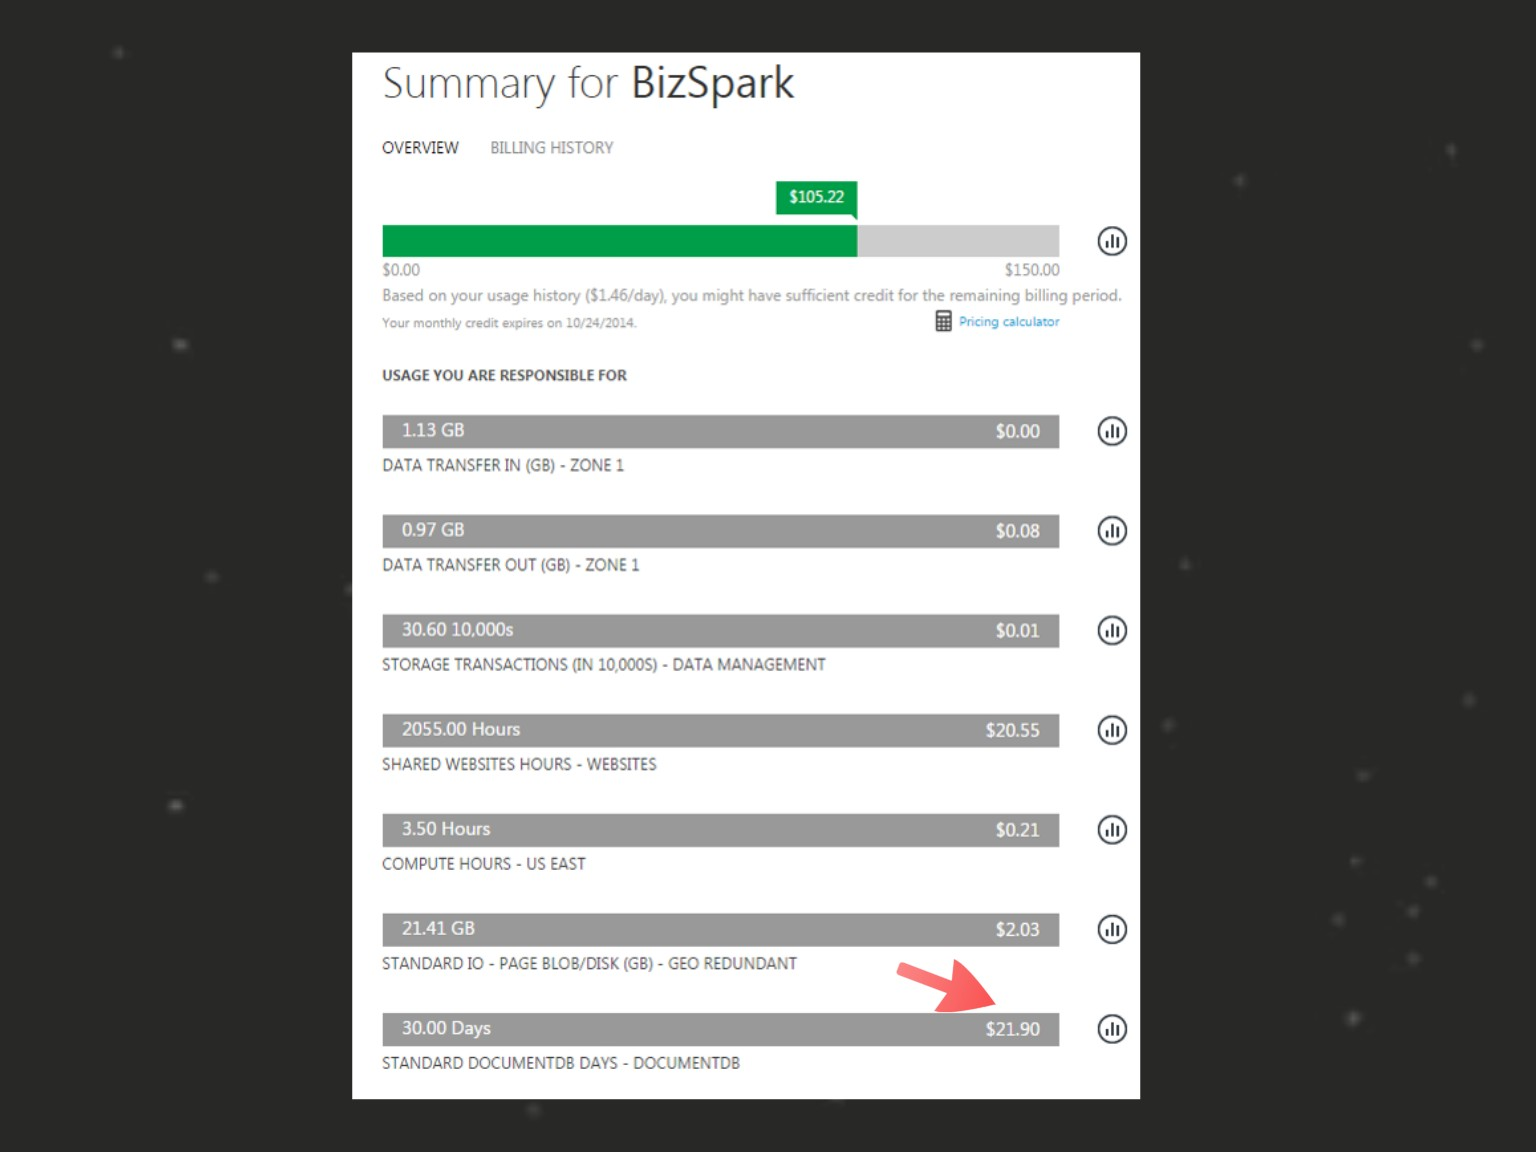 Summary for BizSpark
OVERVIEW BILLING HISTORY
$105.22
$0.00 $150.00
Based on your usage history ($1.46/day), you might have sufficient credit for the remaining billing period.
Your monthly credit expires on 10/24/2014. Pricing calculator
USAGE YOU ARE RESPONSIBLE FOR
1.13 GB $0.00
DATA TRANSFER IN (GB) - ZONE 1
0.97 GB $0.08
DATA TRANSFER OUT (GB) - ZONE 1
30.60 10,000s $0.01
STORAGE TRANSACTIONS (IN 10,000S) - DATA MANAGEMENT
2055.00 Hours $20.55
SHARED WEBSITES HOURS - WEBSITES
3.50 Hours $0.21
COMPUTE HOURS - US EAST
21.41 GB $2.03
STANDARD IO - PAGE BLOB/DISK (GB) - GEO REDUNDANT
30.00 Days $21.90
STANDARD DOCUMENTDB DAYS - DOCUMENTDB